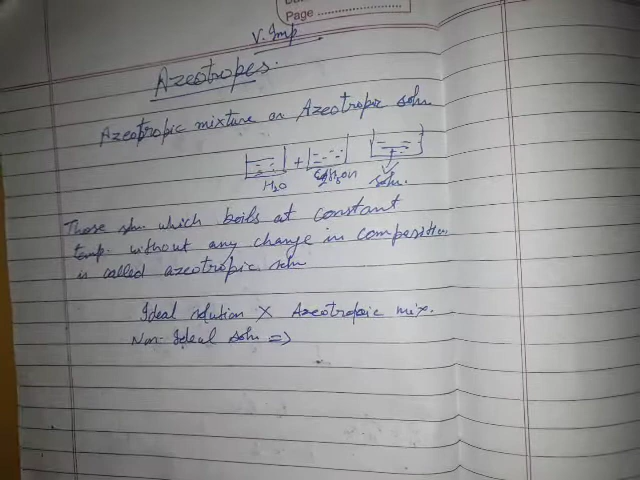 Page ..................
V. Imp
Azeotropes.
Azeotropic mixture or Azeotropic soln
+
H2O C2H5OH soln.
Those soln. which boils at constant
temp. without any change in composition
is called azeotropic soln
Ideal solution X Azeotropic mix.
Non-Ideal soln =>